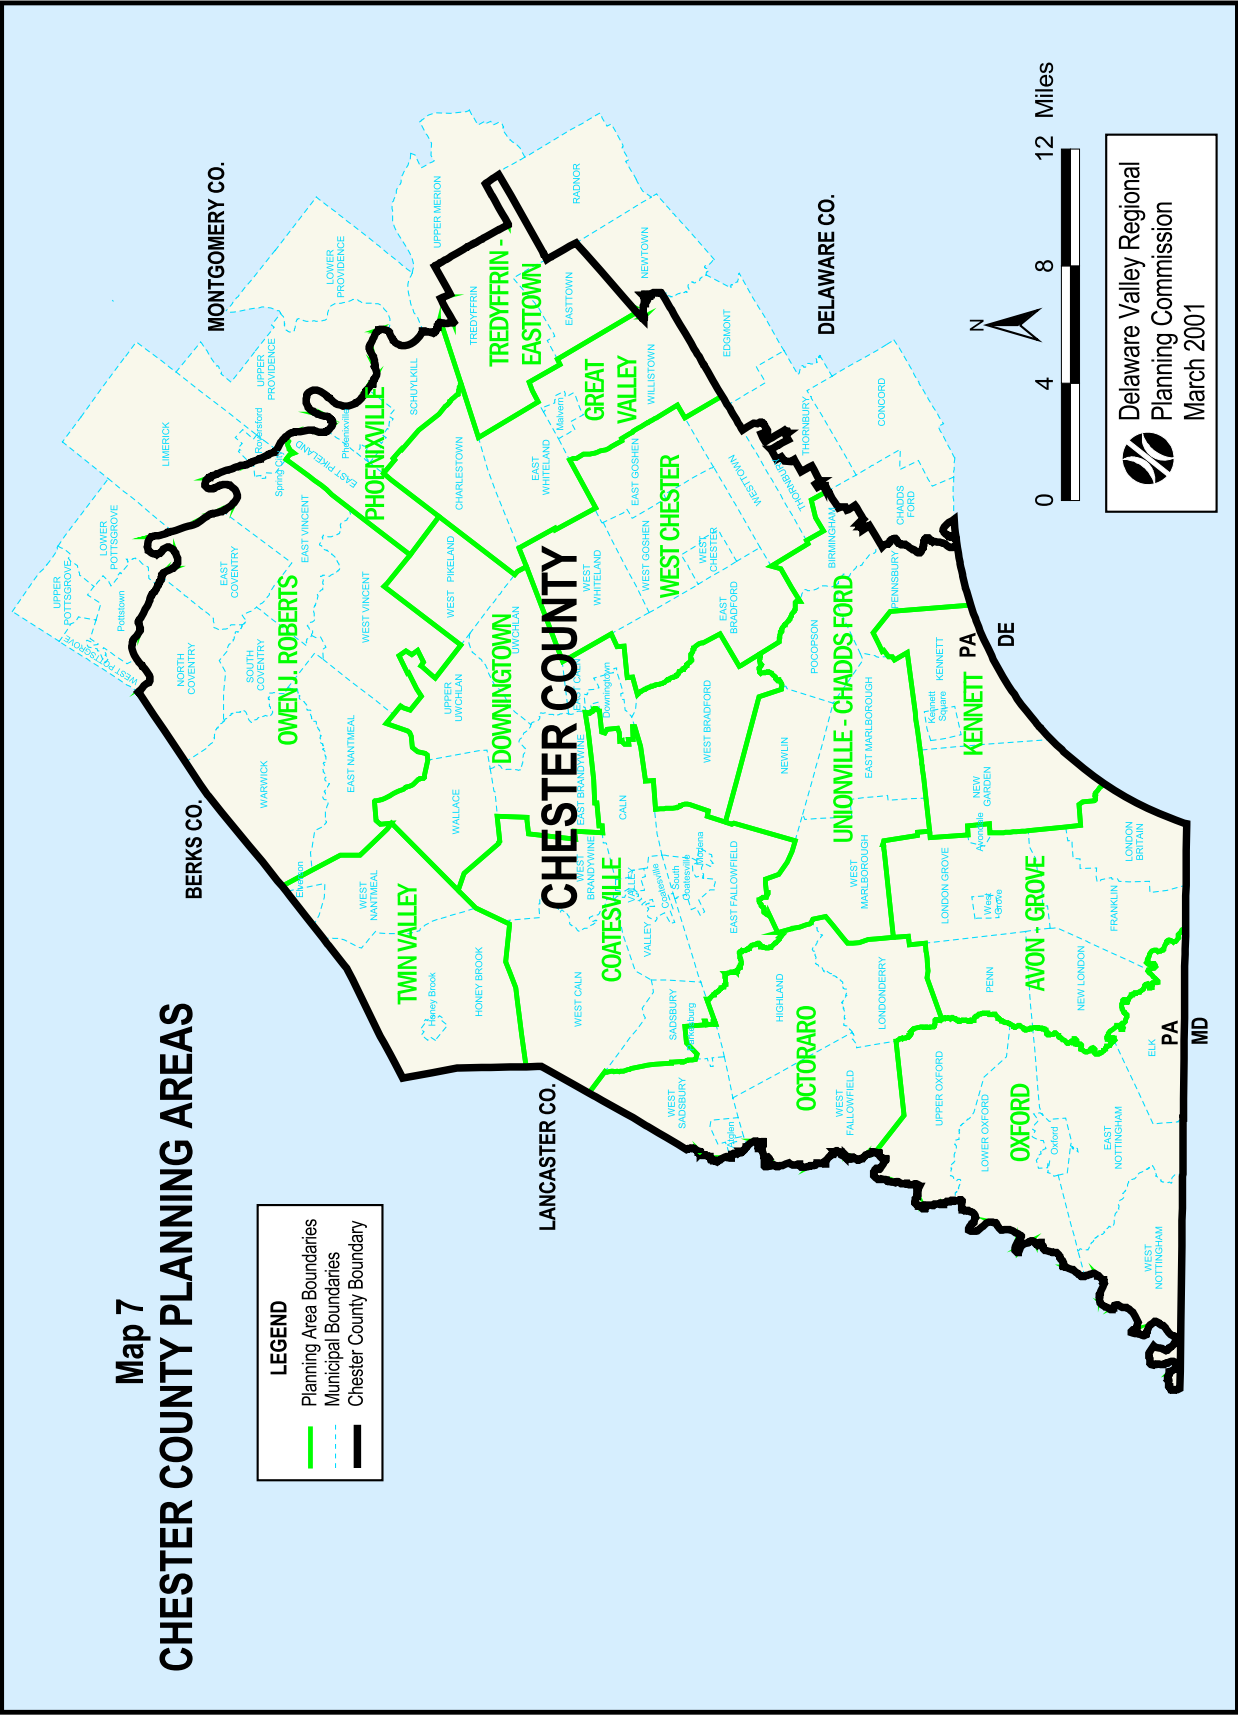 Map 7
CHESTER COUNTY PLANNING AREAS
LEGEND
Planning Area Boundaries
Municipal Boundaries
Chester County Boundary
BERKS CO.
MONTGOMERY CO.
LANCASTER CO.
DELAWARE CO.
CHESTER COUNTY
PA
DE
PA
MD
OWEN J. ROBERTS
PHOENIXVILLE
TREDYFFRIN -
EASTTOWN
GREAT
VALLEY
WEST CHESTER
DOWNINGTOWN
TWIN VALLEY
COATESVILLE
UNIONVILLE - CHADDS FORD
KENNETT
AVON - GROVE
OCTORARO
OXFORD
UPPER
POTTSGROVE
LOWER
POTTSGROVE
Pottstown
WEST POTTSGROVE
LIMERICK
Royersford
Spring City
UPPER
PROVIDENCE
LOWER
PROVIDENCE
UPPER MERION
RADNOR
NEWTOWN
EDGMONT
THORNBURY
CONCORD
CHADDS
FORD
NORTH
COVENTRY
SOUTH
COVENTRY
EAST
COVENTRY
EAST VINCENT
WEST VINCENT
EAST PIKELAND
Phoenixville
SCHUYLKILL
CHARLESTOWN
TREDYFFRIN
EASTTOWN
WILLISTOWN
Malvern
EAST
WHITELAND
WEST
WHITELAND
EAST GOSHEN
WEST GOSHEN
WEST
CHESTER
WESTTOWN
THORNBURY
BIRMINGHAM
EAST
BRADFORD
WEST BRADFORD
WEST PIKELAND
UWCHLAN
UPPER
UWCHLAN
WARWICK
EAST NANTMEAL
Elverson
WEST
NANTMEAL
WALLACE
Honey Brook
HONEY BROOK
EAST BRANDYWINE
WEST
BRANDYWINE
EAST CALN
Downingtown
CALN
WEST CALN
VALLEY
VALLEY
Coatesville
South
Coatesville
Modena
EAST FALLOWFIELD
SADSBURY
Parkesburg
WEST
SADSBURY
Atglen
HIGHLAND
WEST
FALLOWFIELD
LONDONDERRY
NEWLIN
POCOPSON
PENNSBURY
EAST MARLBOROUGH
WEST
MARLBOROUGH
KENNETT
Kennett
Square
NEW
GARDEN
Avondale
LONDON GROVE
West
Grove
LONDON
BRITAIN
FRANKLIN
PENN
NEW LONDON
UPPER OXFORD
LOWER OXFORD
Oxford
ELK
EAST
NOTTINGHAM
WEST
NOTTINGHAM
N
0 4 8 12 Miles
Delaware Valley Regional
Planning Commission
March 2001